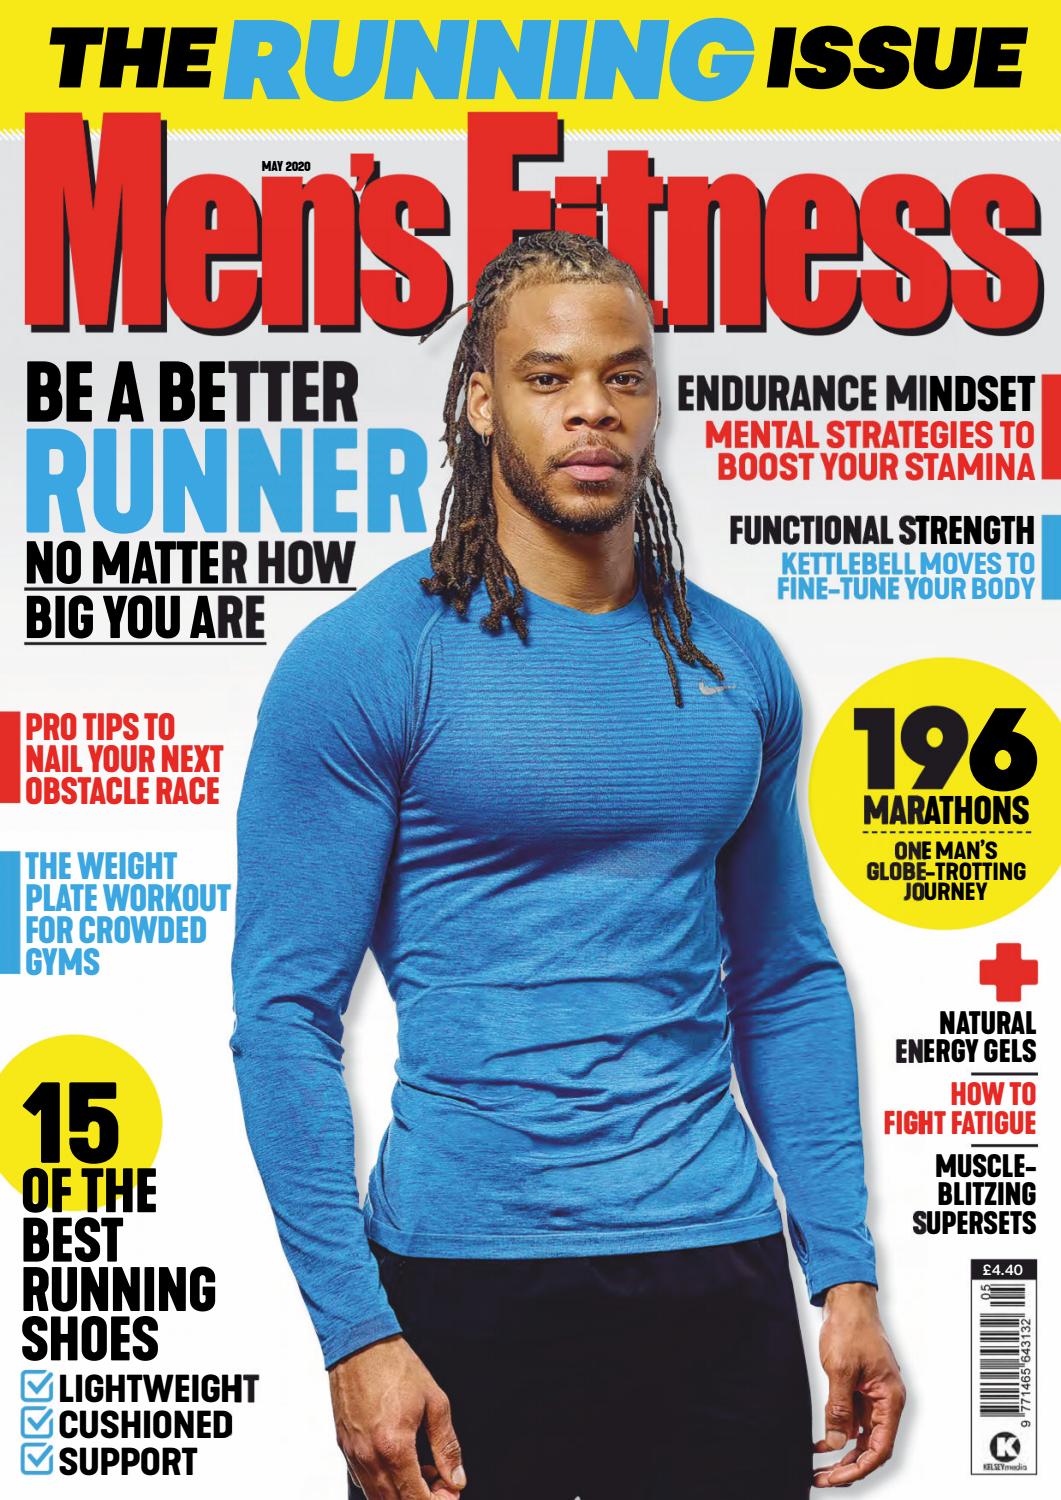 THE RUNNING ISSUE
MAY 2020
Men's Fitness
BE A BETTER
RUNNER
NO MATTER HOW
BIG YOU ARE
PRO TIPS TO
NAIL YOUR NEXT
OBSTACLE RACE
THE WEIGHT
PLATE WORKOUT
FOR CROWDED
GYMS
15
OF THE
BEST
RUNNING
SHOES
LIGHTWEIGHT
CUSHIONED
SUPPORT
ENDURANCE MINDSET
MENTAL STRATEGIES TO
BOOST YOUR STAMINA
FUNCTIONAL STRENGTH
KETTLEBELL MOVES TO
FINE-TUNE YOUR BODY
196
MARATHONS
ONE MAN'S
GLOBE-TROTTING
JOURNEY
NATURAL
ENERGY GELS
HOW TO
FIGHT FATIGUE
MUSCLE-
BLITZING
SUPERSETS
£4.40
05
9 771465 643132
K
KELSEYmedia